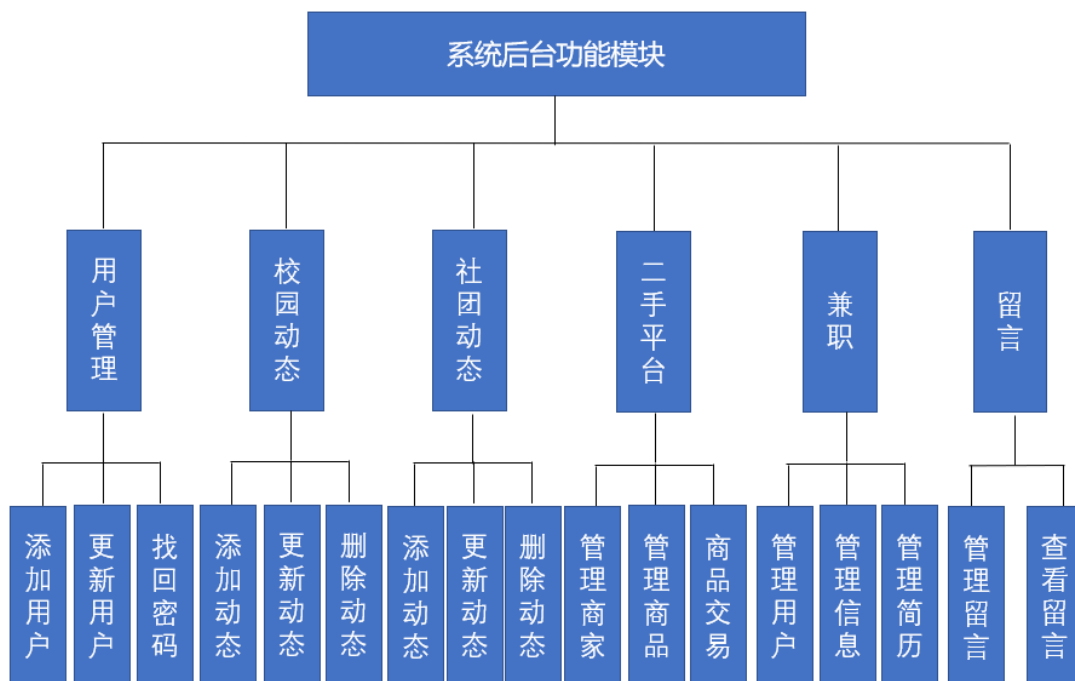 系统后台功能模块
用户管理
校园动态
社团动态
二手平台
兼职
留言
添加用户
更新用户
找回密码
添加动态
更新动态
删除动态
添加动态
更新动态
删除动态
管理商家
管理商品
商品交易
管理用户
管理信息
管理简历
管理留言
查看留言